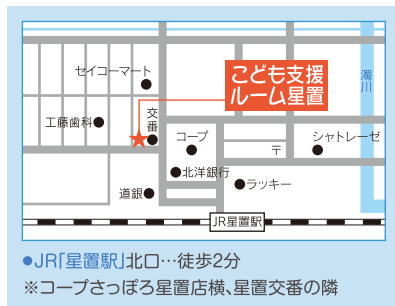 セイコーマート
こども支援
ルーム星置
濁川
交番
工藤歯科
コープ
シャトレーゼ
〒
北洋銀行
ラッキー
道銀
JR星置駅
●JR「星置駅」北口…徒歩2分
※コープさっぽろ星置店横、星置交番の隣